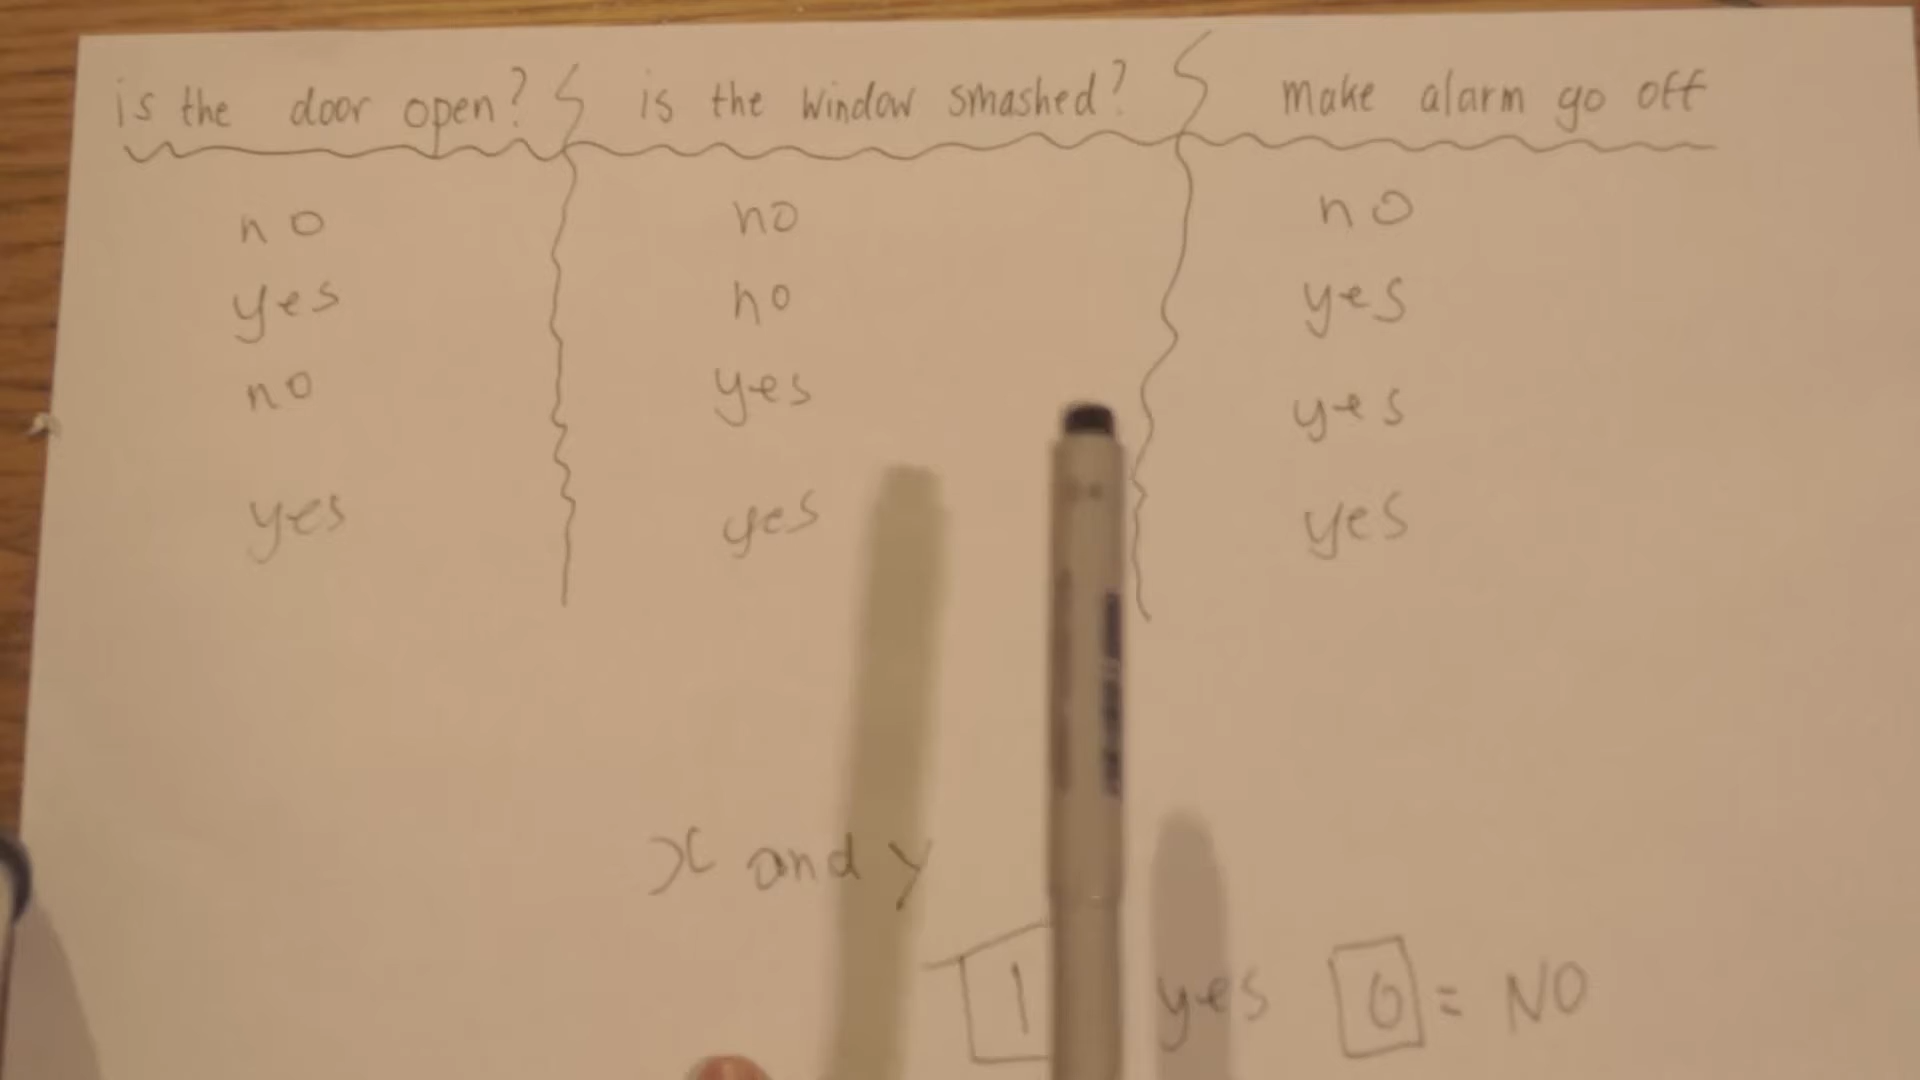 is the door open? is the window smashed? make alarm go off
no no no
yes no yes
no yes yes
yes yes yes
x and y
1 yes 0 = NO